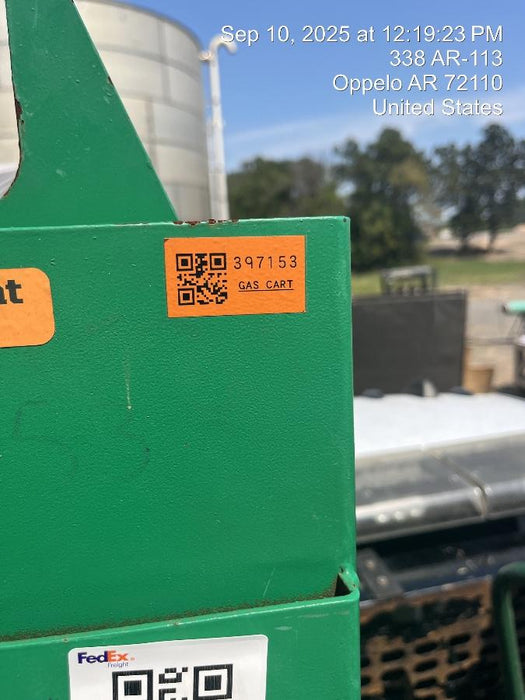 Sep 10, 2025 at 12:19:23 PM
338 AR-113
Oppelo AR 72110
United States
397153
GAS CART
FedEx
Freight